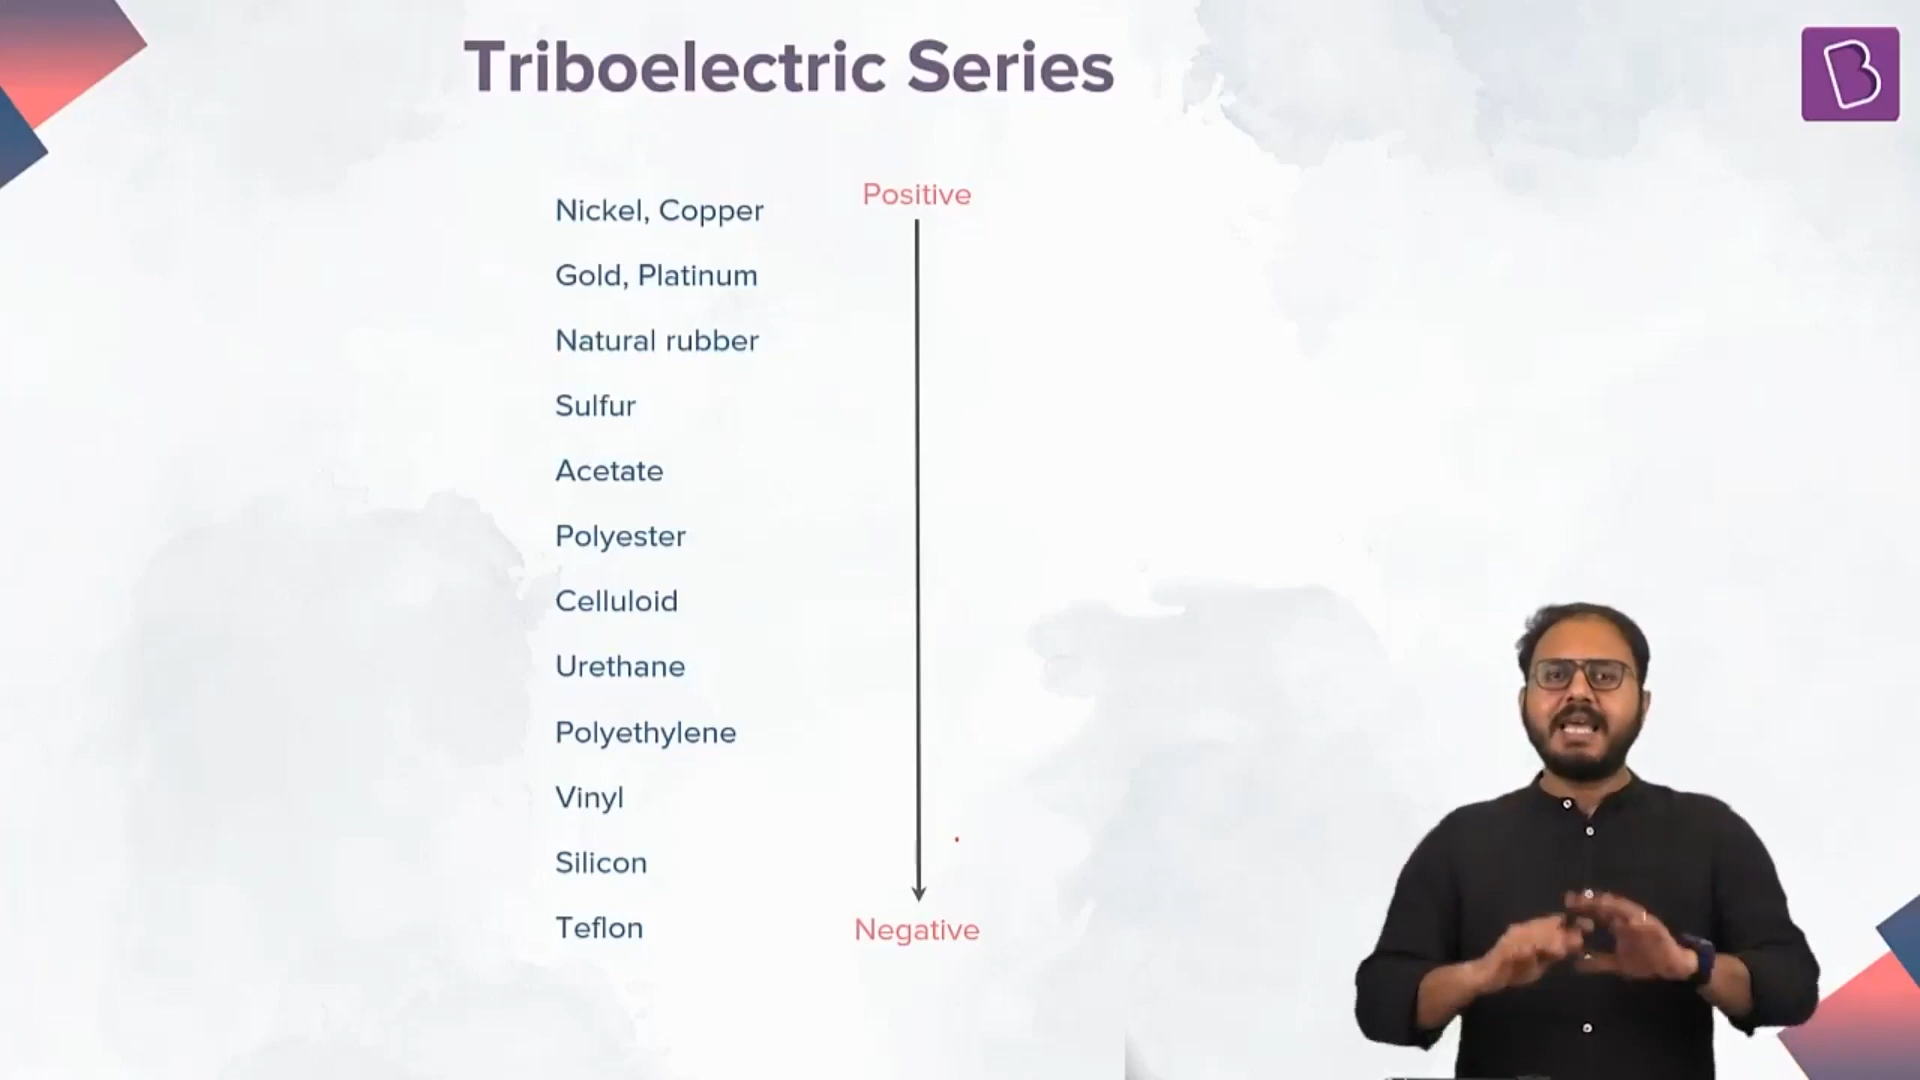 Triboelectric Series
B
Positive
Nickel, Copper
Gold, Platinum
Natural rubber
Sulfur
Acetate
Polyester
Celluloid
Urethane
Polyethylene
Vinyl
Silicon
Teflon
Negative